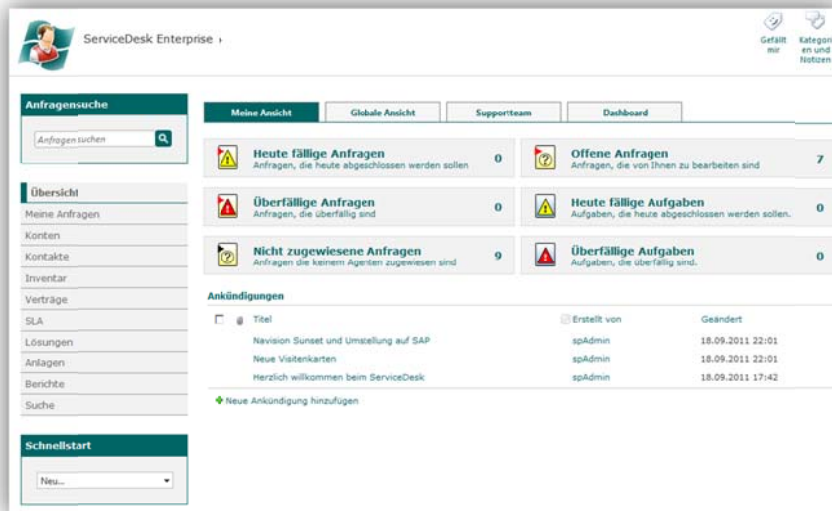 ServiceDesk Enterprise ›
Gefällt
mir
Kategori
en und
Notizen
Anfragensuche
Anfragen suchen
Übersicht
Meine Anfragen
Konten
Kontakte
Inventar
Verträge
SLA
Lösungen
Anlagen
Berichte
Suche
Schnellstart
Neu...
Meine Ansicht
Globale Ansicht
Supportteam
Dashboard
Heute fällige Anfragen 0
Anfragen, die heute abgeschlossen werden sollen
Offene Anfragen 7
Anfragen, die von Ihnen zu bearbeiten sind
Überfällige Anfragen 0
Anfragen, die überfällig sind
Heute fällige Aufgaben 0
Aufgaben, die heute abgeschlossen werden sollen.
Nicht zugewiesene Anfragen 9
Anfragen die keinem Agenten zugewiesen sind
Überfällige Aufgaben 0
Aufgaben, die überfällig sind.
Ankündigungen
Titel Erstellt von Geändert
Navision Sunset und Umstellung auf SAP spAdmin 18.09.2011 22:01
Neue Visitenkarten spAdmin 18.09.2011 22:01
Herzlich willkommen beim ServiceDesk spAdmin 18.09.2011 17:42
Neue Ankündigung hinzufügen